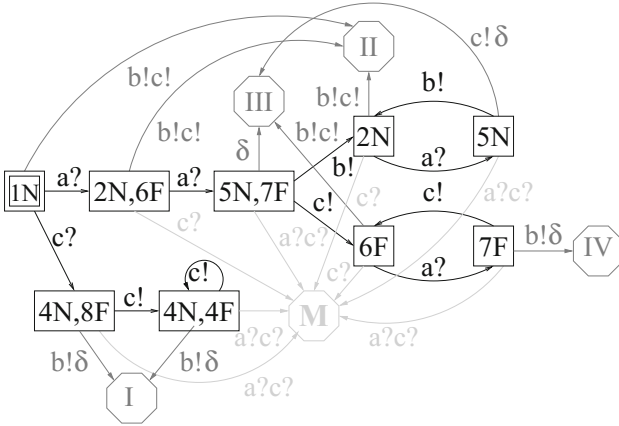 II
c!δ
b!c!
III
b!c!
b!c!
b!
b!c!
2N
5N
δ
b!
a?
1N
a?
2N,6F
a?
5N,7F
c?
c!
c!
a?c?
c?
c?
a?c?
6F
7F
b!δ
IV
c?
a?
c!
4N,8F
c!
4N,4F
M
a?c?
a?c?
b!δ
b!δ
a?c?
I